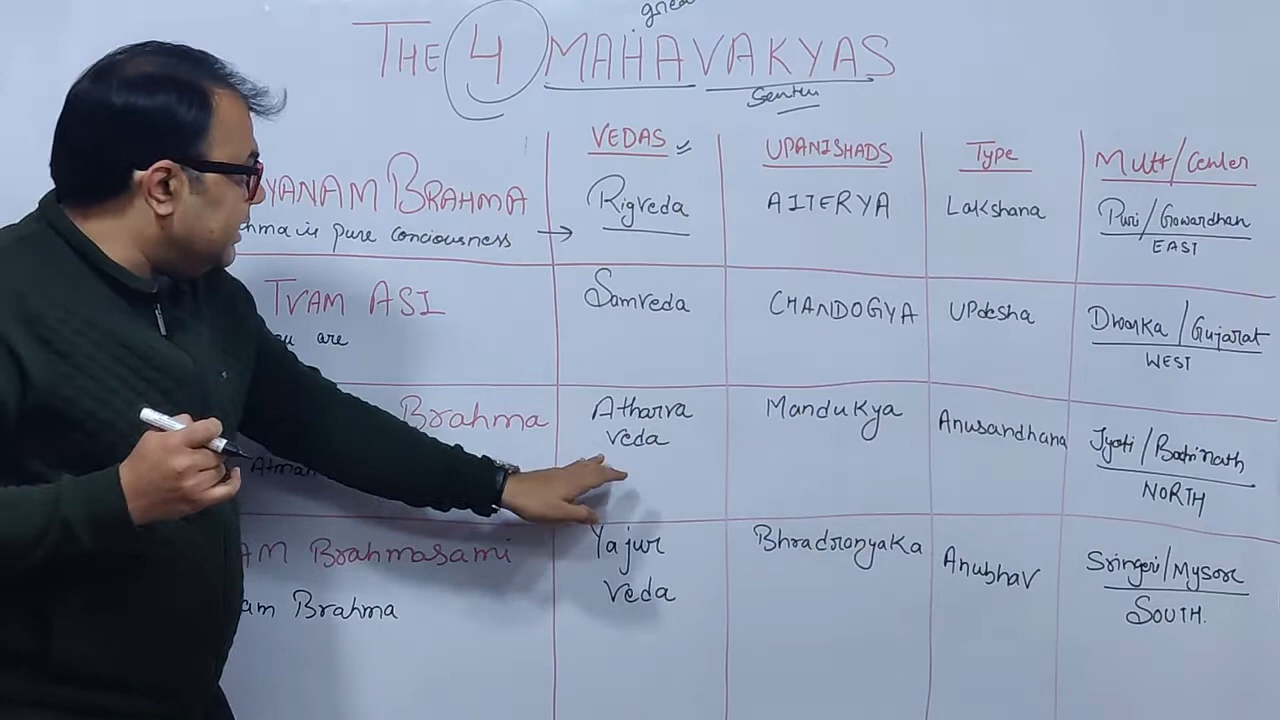 great
THE 4 MAHAVAKYAS
VEDAS UPANISHADS Type Mutt/Center
YANAM BRAHMA Rigveda AITERYA Lakshana Puri/Gowardhan
hma is pure conciousness → EAST
TVAM ASI Samveda CHANDOGYA UPdesha Dwarka/Gujarat
are WEST
Brahma Atharva Mandukya Anusandhana Jyoti/Badrinath
Atman Veda NORTH
AM Brahmasami Yajur Bhradronyaka Anubhav Sringeri/Mysore
am Brahma Veda SOUTH.